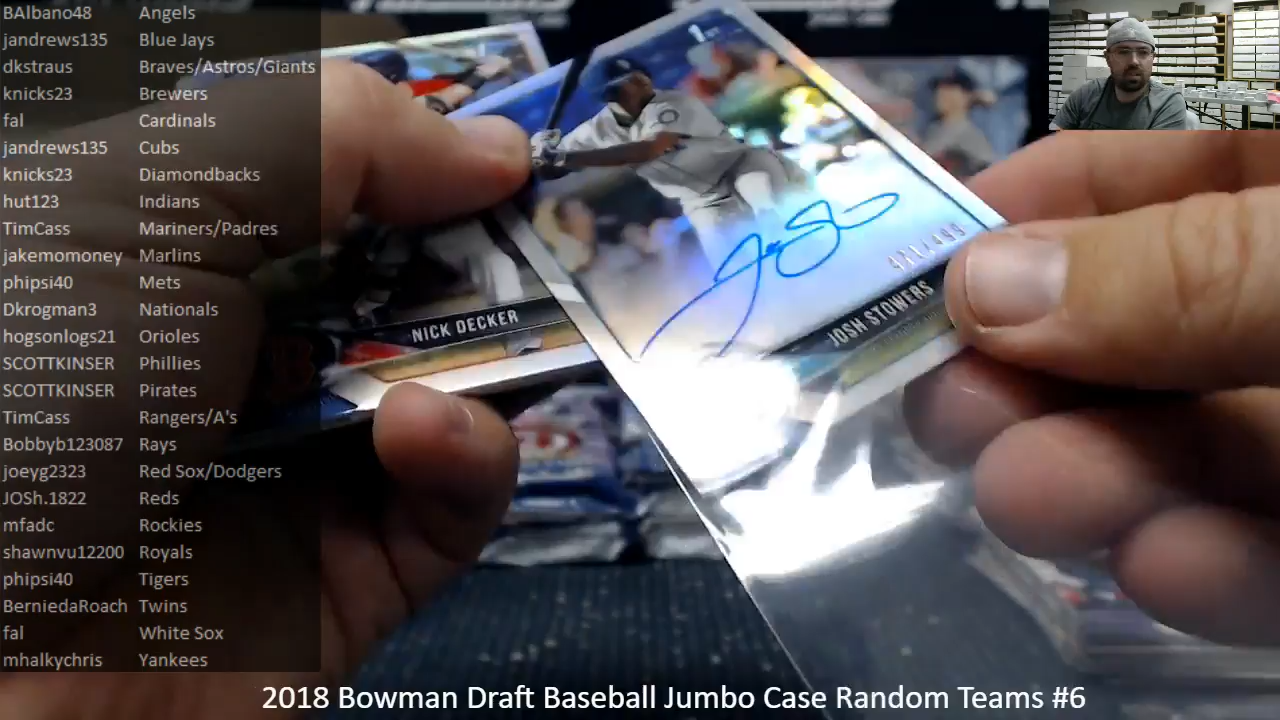 BAlbano48 Angels
jandrews135 Blue Jays
dkstraus Braves/Astros/Giants
knicks23 Brewers
fal Cardinals
jandrews135 Cubs
knicks23 Diamondbacks
hut123 Indians
TimCass Mariners/Padres
jakemomoney Marlins
phipsi40 Mets
Dkrogman3 Nationals
hogsonlogs21 Orioles
SCOTTKINSER Phillies
SCOTTKINSER Pirates
TimCass Rangers/A's
Bobbyb123087 Rays
joeyg2323 Red Sox/Dodgers
JOSh.1822 Reds
mfadc Rockies
shawnvu12200 Royals
phipsi40 Tigers
BerniedaRoach Twins
fal White Sox
mhalkychris Yankees
1st
471/499
JOSH STOWERS
NICK DECKER
2018 Bowman Draft Baseball Jumbo Case Random Teams #6